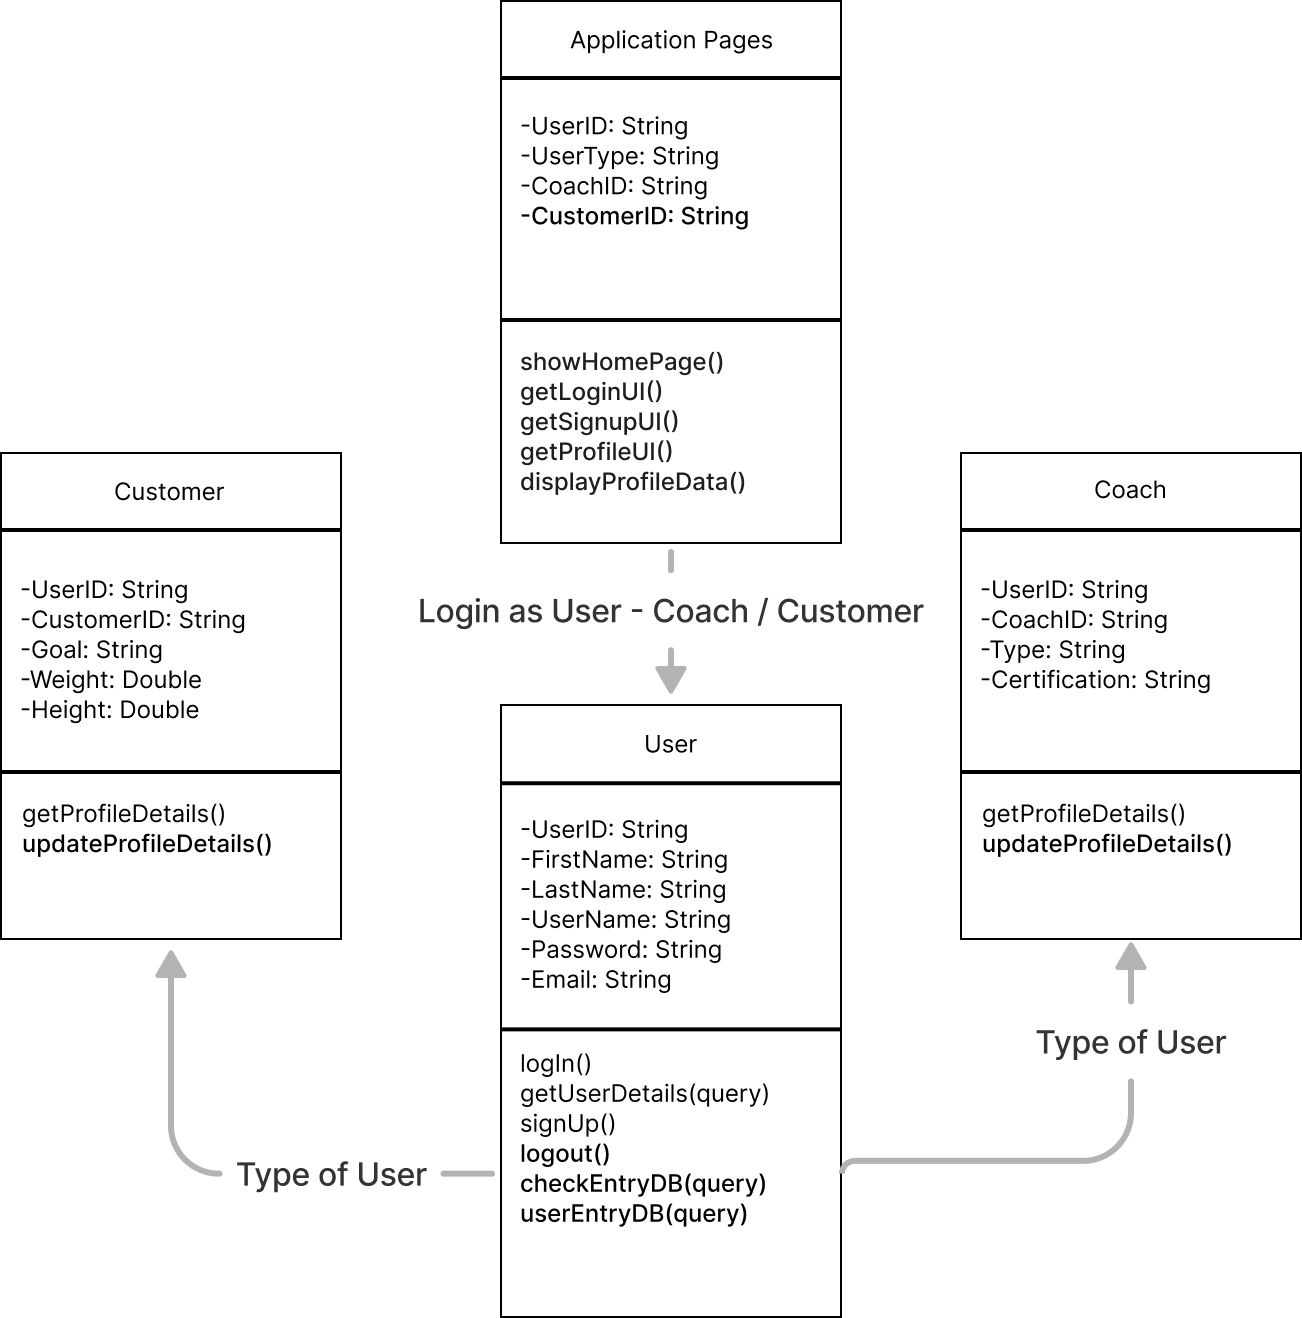 Application Pages
-UserID: String
-UserType: String
-CoachID: String
-CustomerID: String
showHomePage()
getLoginUI()
getSignupUI()
getProfileUI()
displayProfileData()
Customer
-UserID: String
-CustomerID: String
-Goal: String
-Weight: Double
-Height: Double
getProfileDetails()
updateProfileDetails()
Coach
-UserID: String
-CoachID: String
-Type: String
-Certification: String
getProfileDetails()
updateProfileDetails()
Login as User - Coach / Customer
User
-UserID: String
-FirstName: String
-LastName: String
-UserName: String
-Password: String
-Email: String
logIn()
getUserDetails(query)
signUp()
logout()
checkEntryDB(query)
userEntryDB(query)
Type of User
Type of User